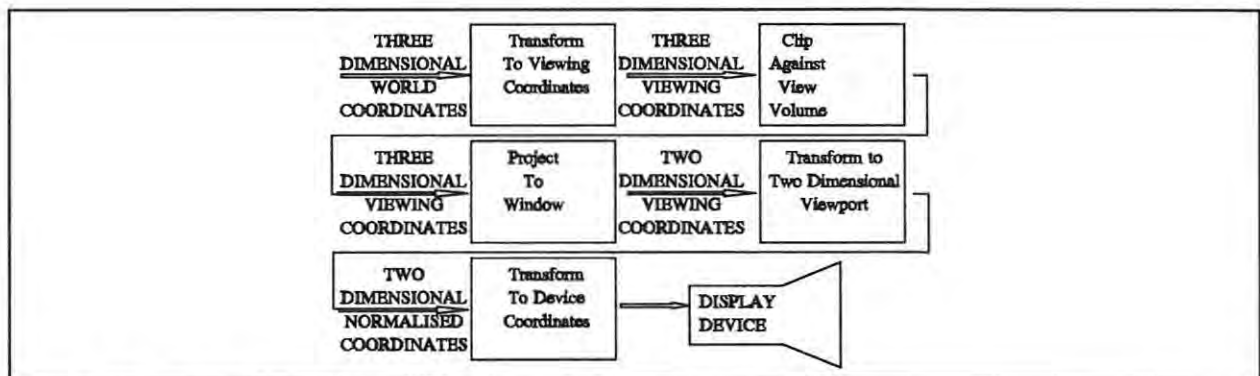 THREE
DIMENSIONAL
WORLD
COORDINATES
Transform
To Viewing
Coordinates
THREE
DIMENSIONAL
VIEWING
COORDINATES
Clip
Against
View
Volume
THREE
DIMENSIONAL
VIEWING
COORDINATES
Project
To
Window
TWO
DIMENSIONAL
VIEWING
COORDINATES
Transform to
Two Dimensional
Viewport
TWO
DIMENSIONAL
NORMALISED
COORDINATES
Transform
To Device
Coordinates
DISPLAY
DEVICE